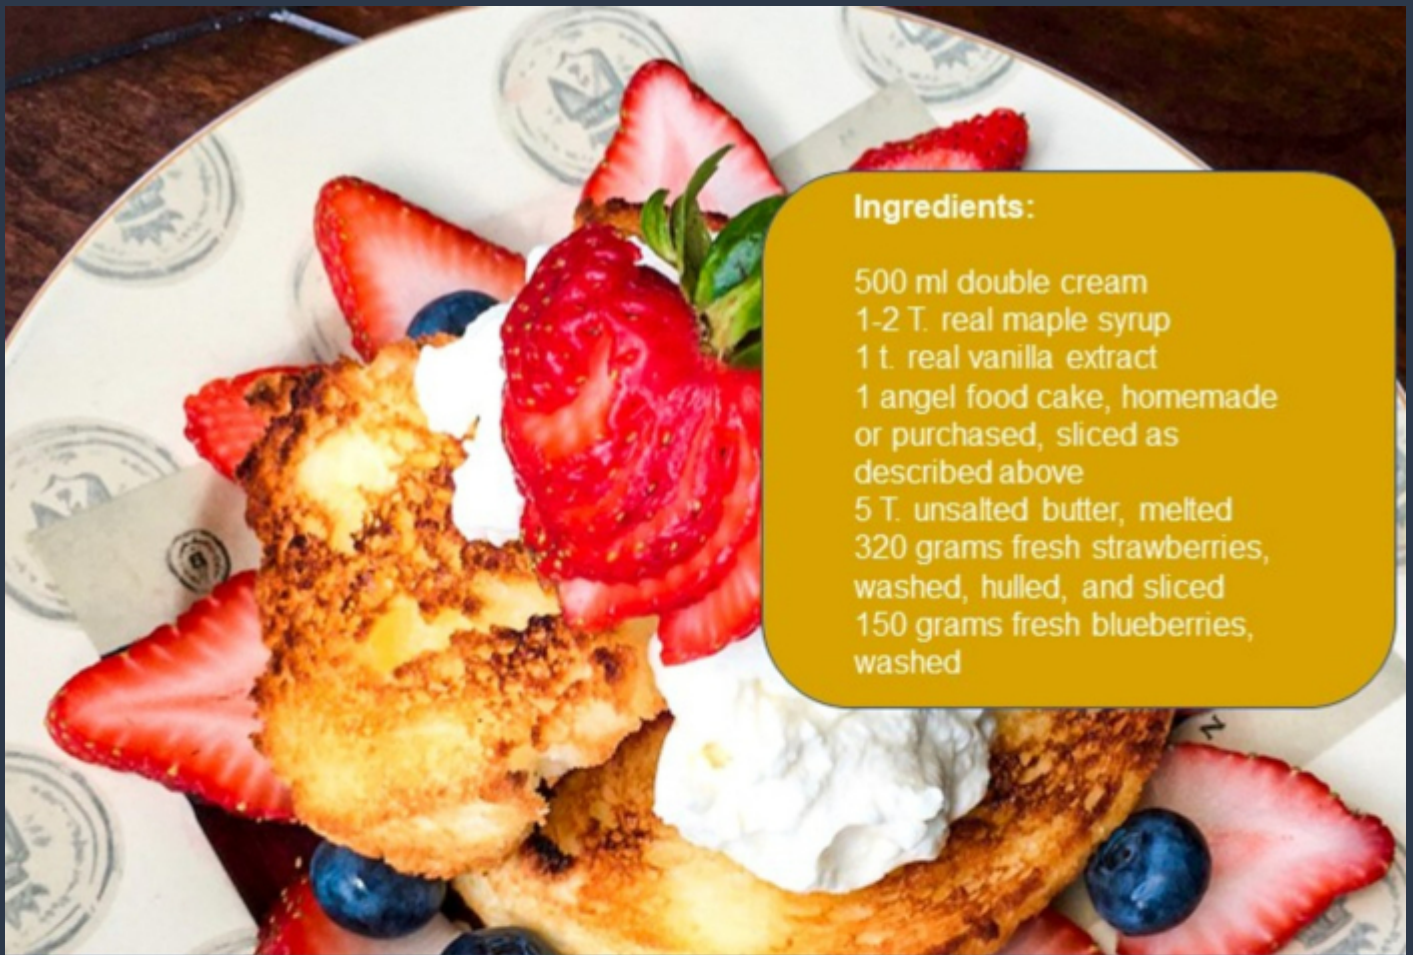 Ingredients:
500 ml double cream
1-2 T. real maple syrup
1 t. real vanilla extract
1 angel food cake, homemade
or purchased, sliced as
described above
5 T. unsalted butter, melted
320 grams fresh strawberries,
washed, hulled, and sliced
150 grams fresh blueberries,
washed